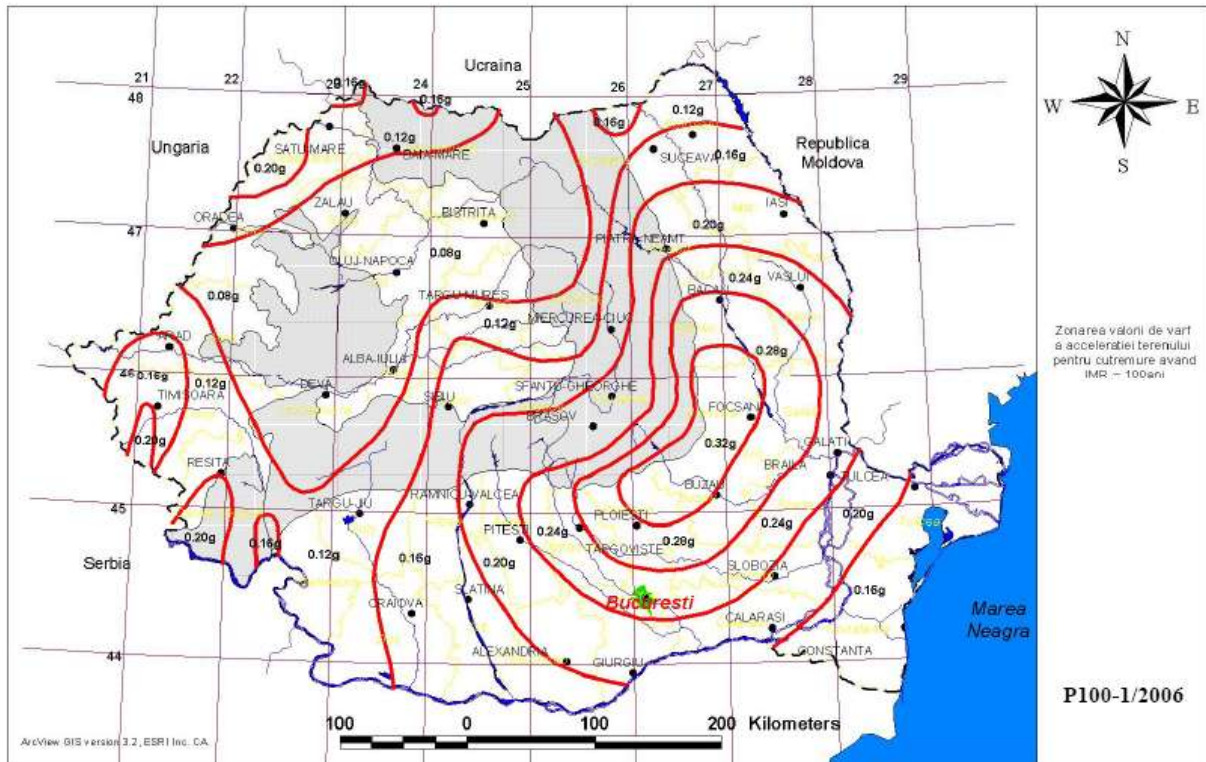 21
22
23
24
25
26
27
28
29
48
47
46
45
44
Ucraina
Ungaria
Republica
Moldova
Serbia
Marea
Neagra
N
W
E
S
0.16g
0.16g
0.16g
0.12g
0.12g
SATU-MARE
BAIA-MARE
SUCEAVA
0.16g
0.20g
ZALAU
ORADEA
BISTRITA
IASI
0.20g
PIATRA-NEAMT
CLUJ-NAPOCA
0.08g
0.08g
0.24g
VASLUI
TARGU-MURES
BACAU
0.12g
MIERCUREA-CIUC
ARAD
ALBA-IULIA
0.28g
0.16g
0.12g
DEVA
SFANTU-GHEORGHE
TIMISOARA
SIBIU
BRASOV
FOCSANI
0.20g
0.32g
GALATI
RESITA
BRAILA
TULCEA
RAMNICU-VALCEA
BUZAU
TARGU-JIU
0.20g
0.16g
0.12g
0.16g
PITESTI
0.24g
PLOIESTI
0.24g
0.20g
TARGOVISTE
0.28g
0.20g
SLOBOZIA
0.16g
SLATINA
Bucuresti
CRAIOVA
CALARASI
ALEXANDRIA
GIURGIU
CONSTANTA
Zonarea valorii de varf
a acceleratiei terenului
pentru cutremure avand
IMR = 100ani
P100-1/2006
100 0 100 200 Kilometers
ArcView GIS version 3.2, ESRI Inc. CA.